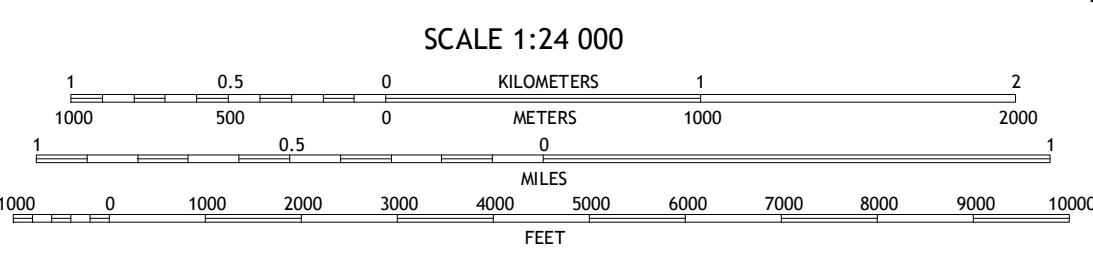 SCALE 1:24 000
1 0.5 0 KILOMETERS 1 2
1000 500 0 METERS 1000 2000
1 0.5 0 1
MILES
1000 0 1000 2000 3000 4000 5000 6000 7000 8000 9000 10000
FEET